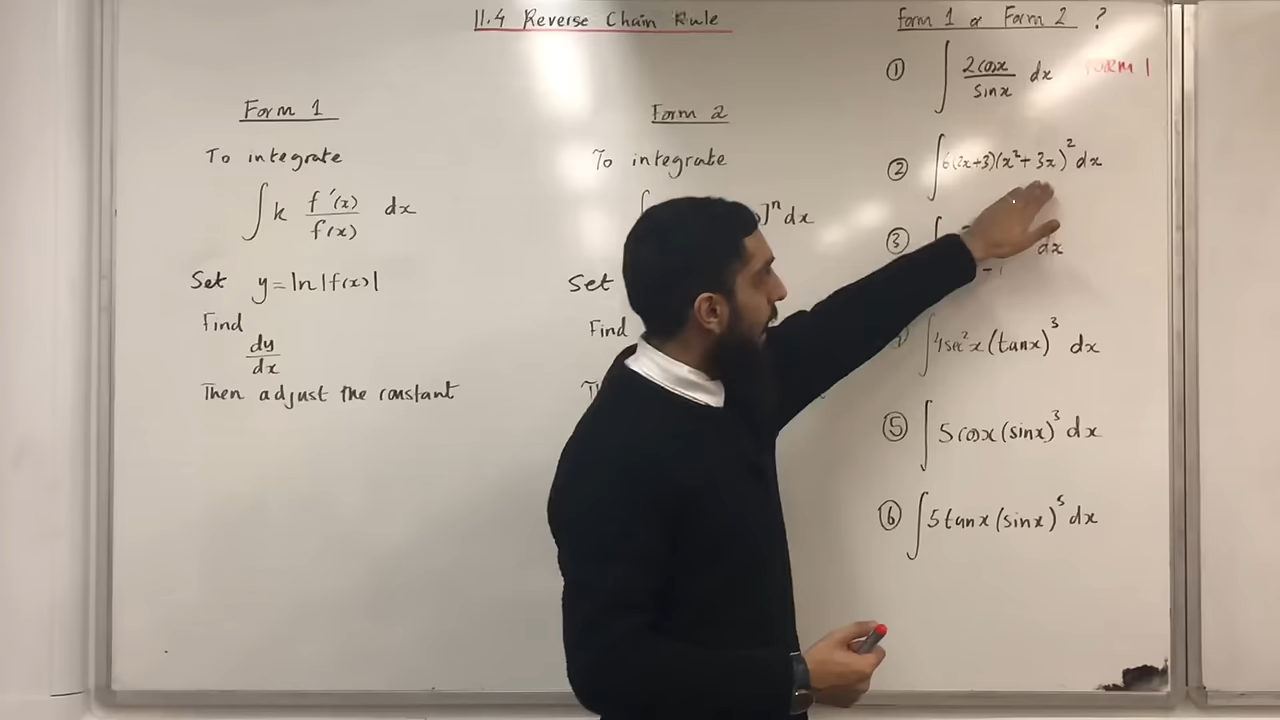 11.4 Reverse Chain Rule
Form 1
To integrate
∫ k f'(x)/f(x) dx
Set y = ln|f(x)|
Find
dy/dx
Then adjust the constant
Form 2
To integrate
∫ ]ⁿ dx
Set
Find
Form 1 or Form 2 ?
① ∫ 2cosx/sinx dx FORM 1
② ∫ 6(2x+3)(x²+3x)² dx
③ ∫ dx
∫ 4sec²x (tanx)³ dx
⑤ ∫ 5cosx (sinx)³ dx
⑥ ∫ 5tanx (sinx)⁵ dx